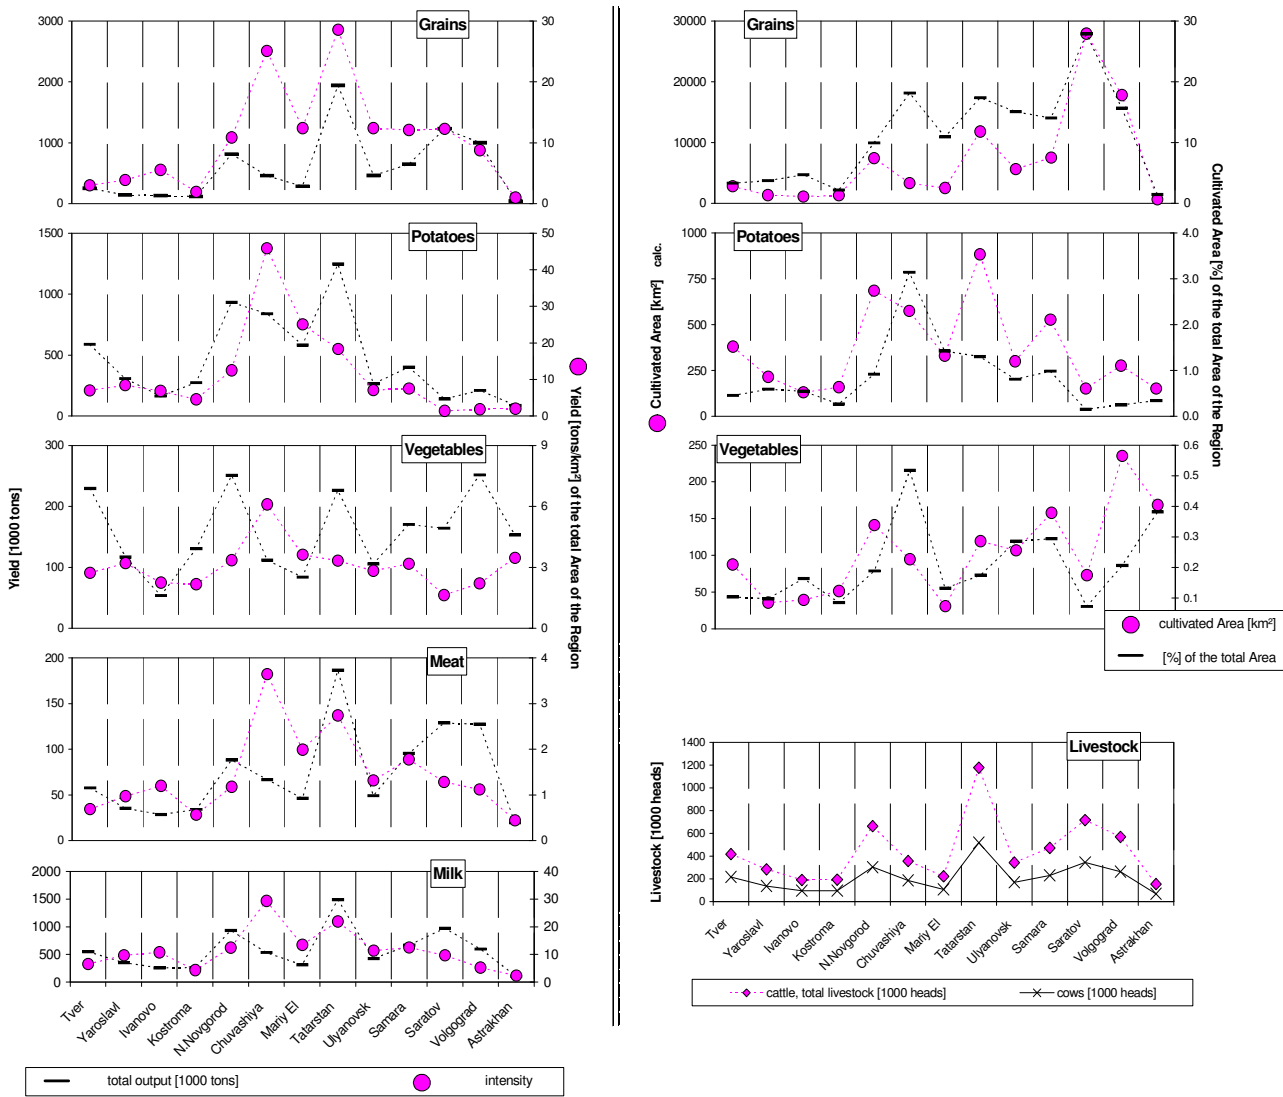 Grains
3000
2000
1000
0
30
20
10
0
Potatoes
1500
1000
500
0
50
40
30
20
10
0
Vegetables
300
200
100
0
9
6
3
0
Meat
200
150
100
50
0
4
3
2
1
0
Milk
2000
1500
1000
500
0
40
30
20
10
0
Tver
Yaroslavl
Ivanovo
Kostroma
N.Novgorod
Chuvashiya
Mariy El
Tatarstan
Ulyanovsk
Samara
Saratov
Volgograd
Astrakhan
Yield [1000 tons]
Yield [tons/km²] of the total Area of the Region
total output [1000 tons]
intensity
Grains
30000
20000
10000
0
30
20
10
0
Potatoes
1000
750
500
250
0
4.0
3.0
2.0
1.0
0.0
Vegetables
250
200
150
100
50
0
0.6
0.5
0.4
0.3
0.2
0.1
Cultivated Area [km²] calc.
Cultivated Area [%] of the total Area of the Region
cultivated Area [km²]
[%] of the total Area
Livestock
1400
1200
1000
800
600
400
200
0
Livestock [1000 heads]
Tver
Yaroslavl
Ivanovo
Kostroma
N.Novgorod
Chuvashiya
Mariy El
Tatarstan
Ulyanovsk
Samara
Saratov
Volgograd
Astrakhan
cattle, total livestock [1000 heads]
cows [1000 heads]